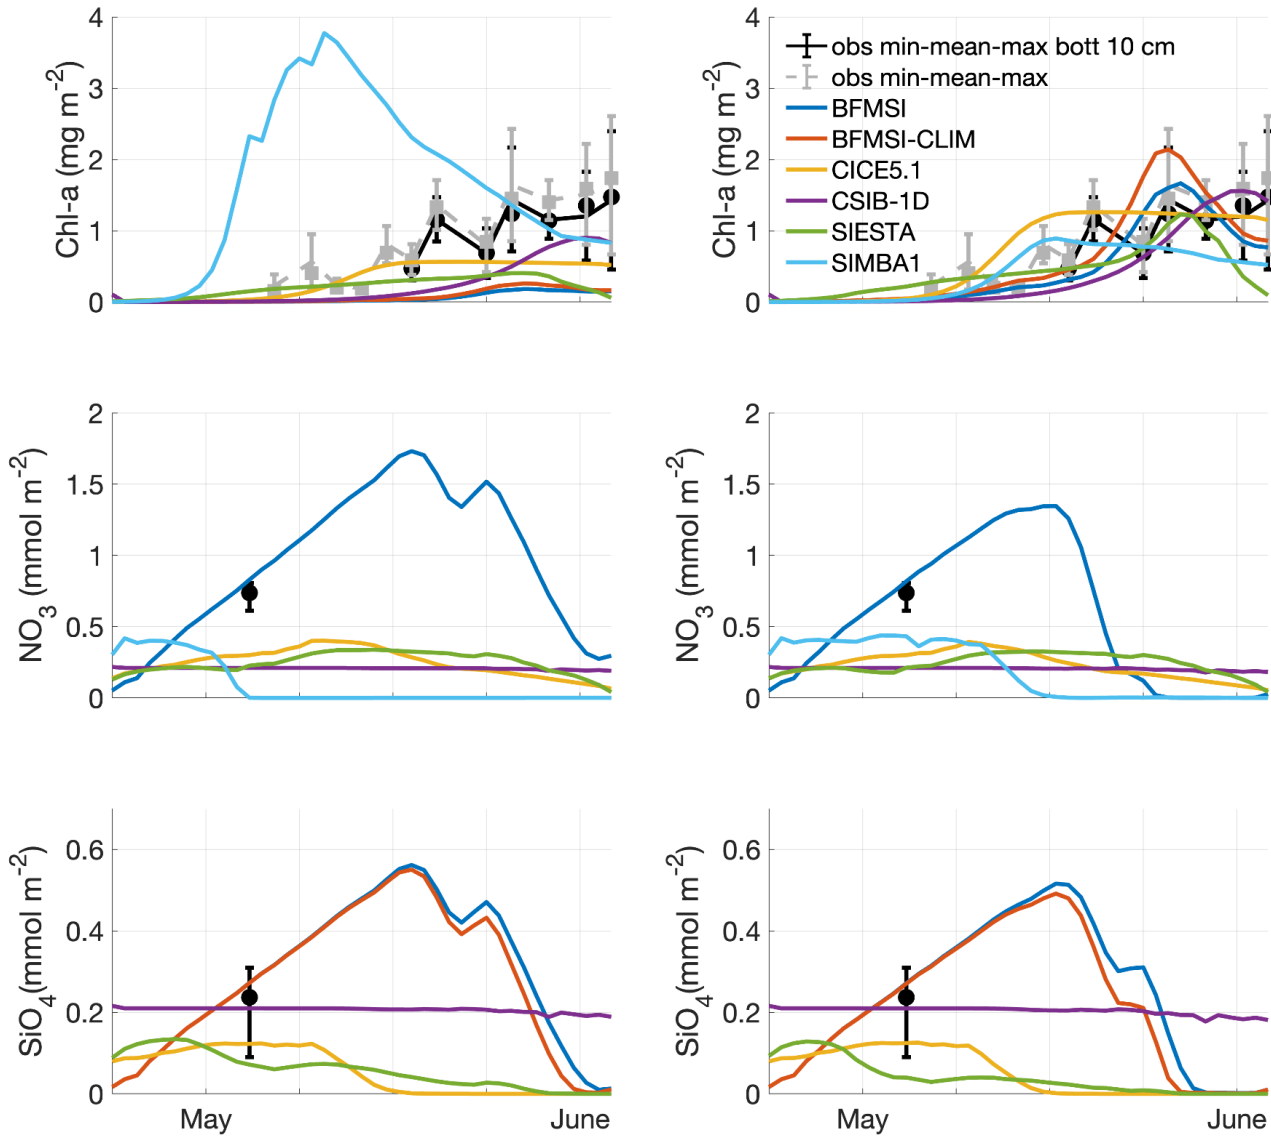 4
3
2
1
0
Chl-a (mg m⁻²)
4
3
2
1
0
Chl-a (mg m⁻²)
obs min-mean-max bott 10 cm
obs min-mean-max
BFMSI
BFMSI-CLIM
CICE5.1
CSIB-1D
SIESTA
SIMBA1
2
1.5
1
0.5
0
NO₃ (mmol m⁻²)
2
1.5
1
0.5
0
NO₃ (mmol m⁻²)
0.6
0.4
0.2
0
SiO₄(mmol m⁻²)
May
June
0.6
0.4
0.2
0
SiO₄(mmol m⁻²)
May
June